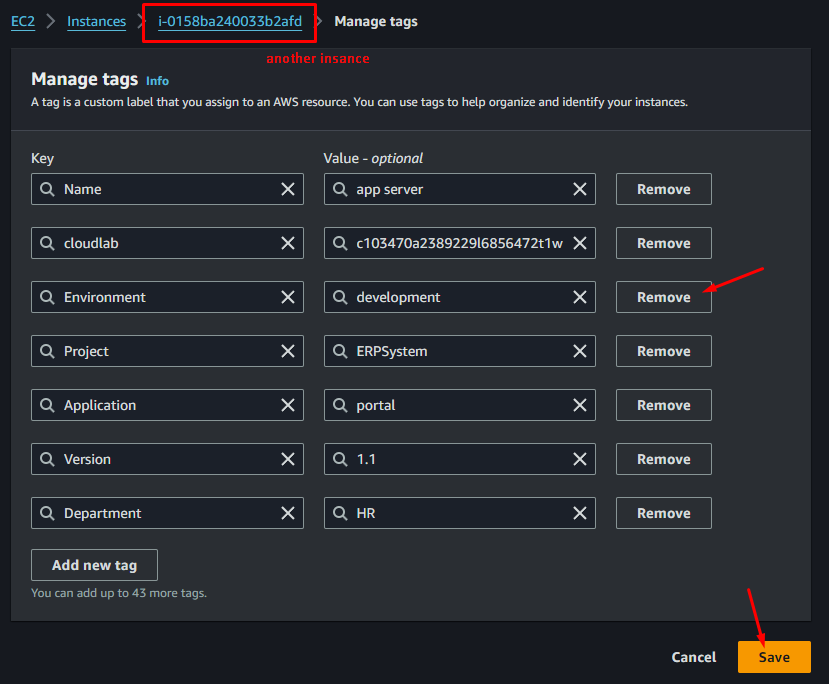 EC2 > Instances > i-0158ba240033b2afd > Manage tags
another insance
Manage tags Info
A tag is a custom label that you assign to an AWS resource. You can use tags to help organize and identify your instances.
Key Value - optional
Name app server Remove
cloudlab c103470a2389229l6856472t1w Remove
Environment development Remove
Project ERPSystem Remove
Application portal Remove
Version 1.1 Remove
Department HR Remove
Add new tag
You can add up to 43 more tags.
Cancel Save